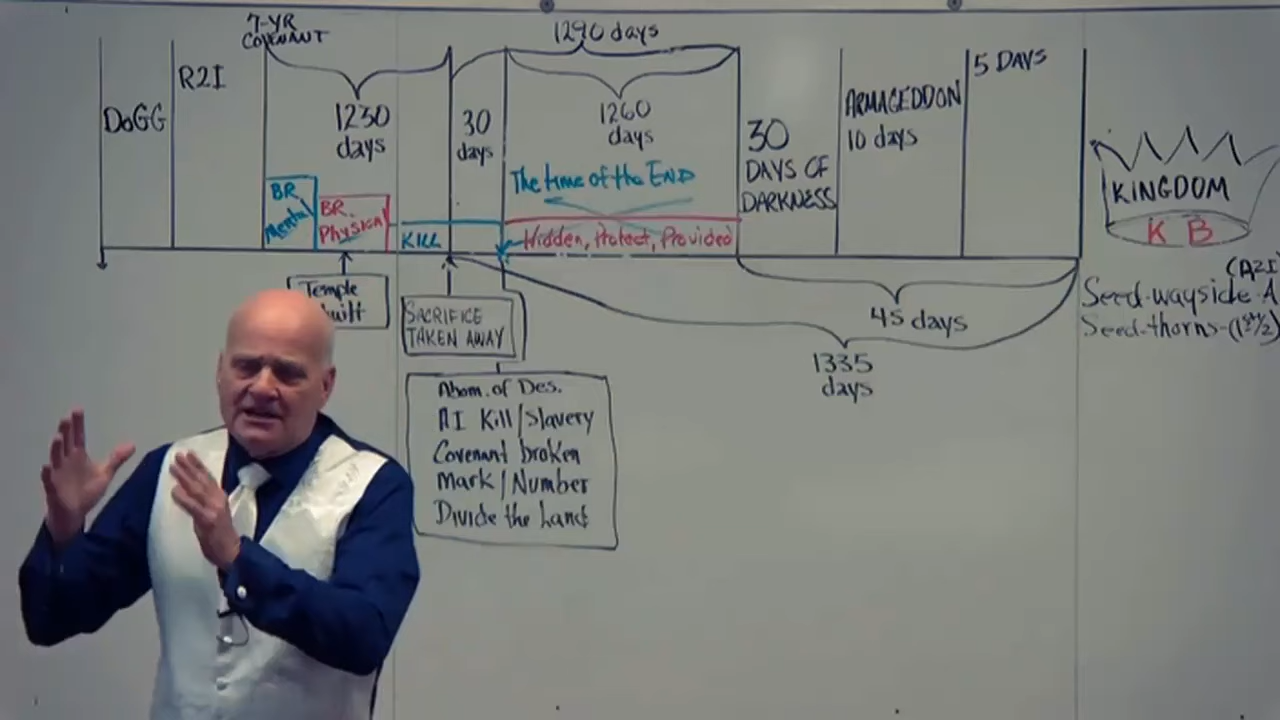 7-YR
COVENANT
1290 days
DoGG
R2I
1230
days
30
days
1260
days
The time of the END
30
DAYS OF
DARKNESS
ARMAGEDDON
10 days
5 DAYS
KINGDOM
K B
BR
Mental
BR.
Physical
KILL
Hidden, Protect, Provided
Temple
SACRIFICE
TAKEN AWAY
45 days
1335
days
(A2I)
Seed-wayside-A
Seed-thorns-(1st 1/2)
Abom. of Des.
AI Kill/Slavery
Covenant broken
Mark/Number
Divide the Land